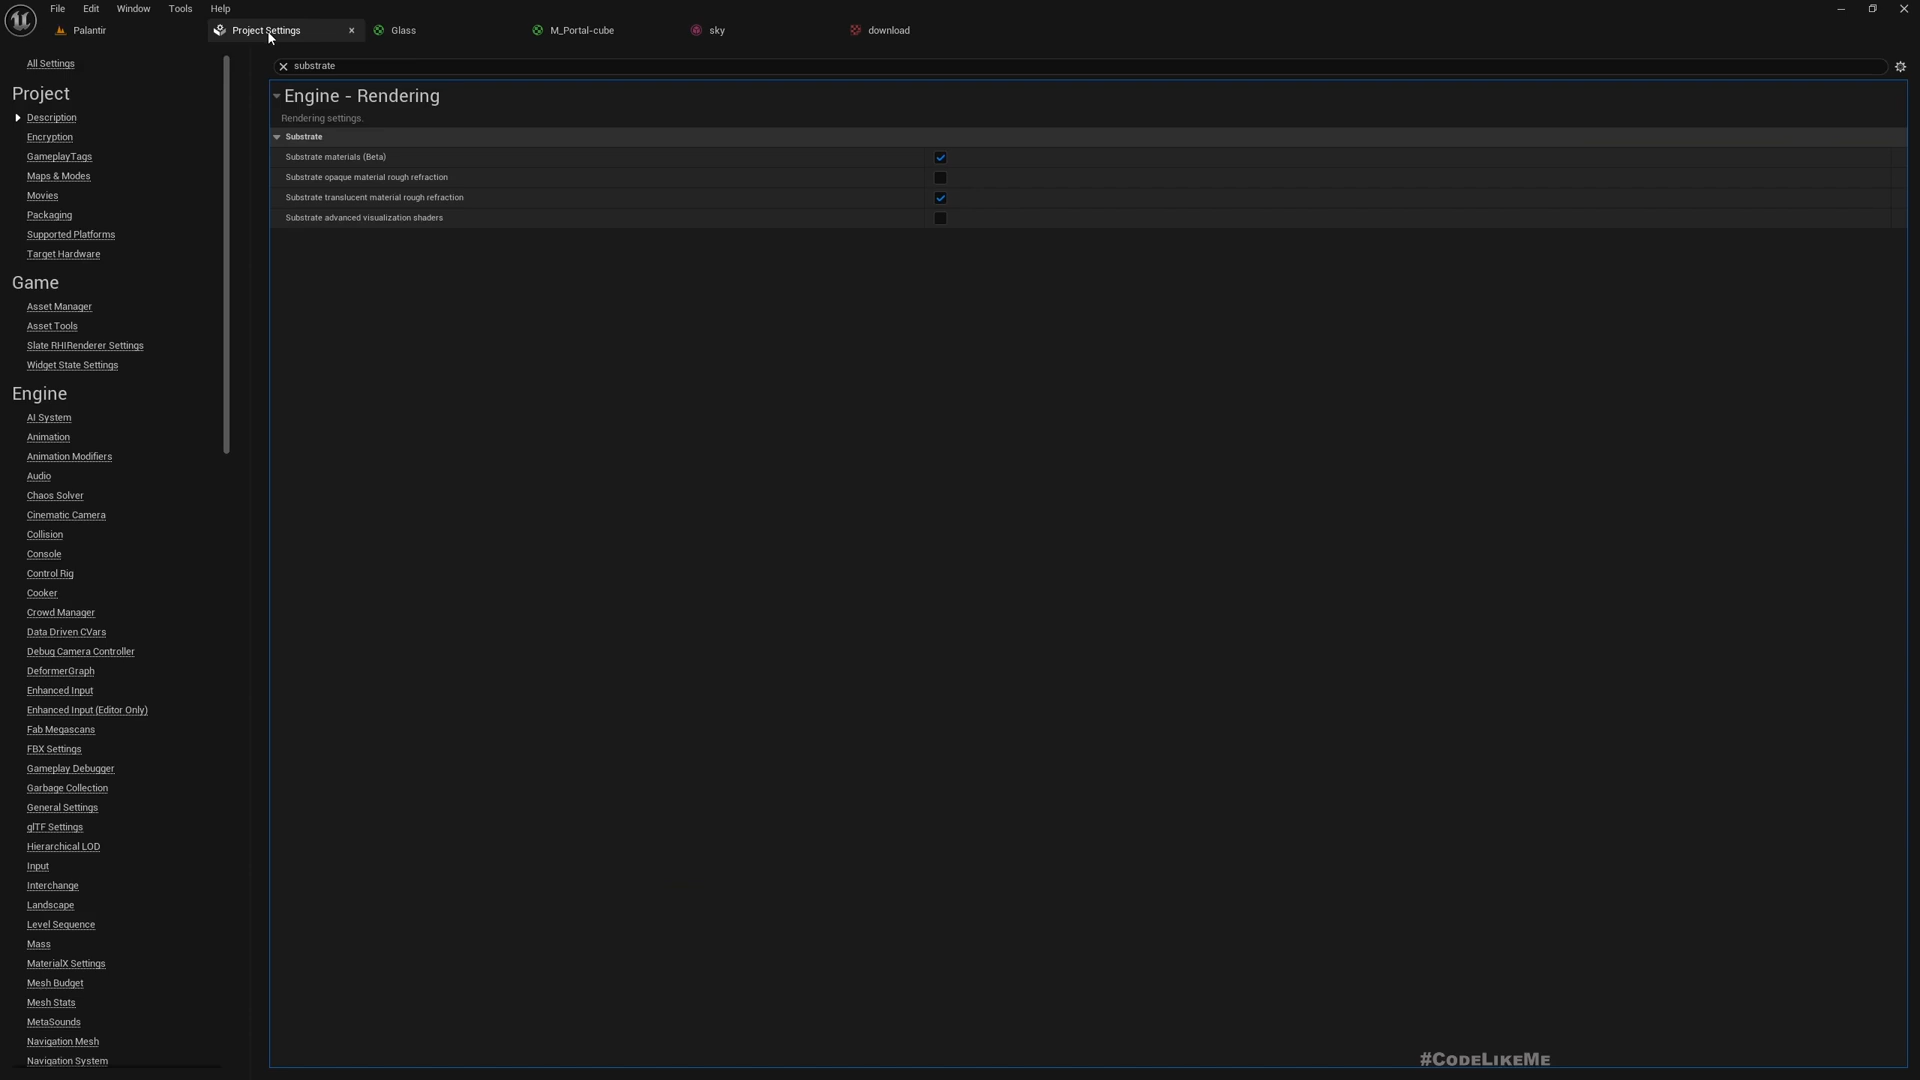 File Edit Window Tools Help
Palantir Project Settings Glass M_Portal-cube sky download
All Settings
Project
Description
Encryption
GameplayTags
Maps & Modes
Movies
Packaging
Supported Platforms
Target Hardware
Game
Asset Manager
Asset Tools
Slate RHIRenderer Settings
Widget State Settings
Engine
AI System
Animation
Animation Modifiers
Audio
Chaos Solver
Cinematic Camera
Collision
Console
Control Rig
Cooker
Crowd Manager
Data Driven CVars
Debug Camera Controller
DeformerGraph
Enhanced Input
Enhanced Input (Editor Only)
Fab Megascans
FBX Settings
Gameplay Debugger
Garbage Collection
General Settings
glTF Settings
Hierarchical LOD
Input
Interchange
Landscape
Level Sequence
Mass
MaterialX Settings
Mesh Budget
Mesh Stats
MetaSounds
Navigation Mesh
Navigation System
substrate
Engine - Rendering
Rendering settings.
Substrate
Substrate materials (Beta)
Substrate opaque material rough refraction
Substrate translucent material rough refraction
Substrate advanced visualization shaders
#CodeLikeMe